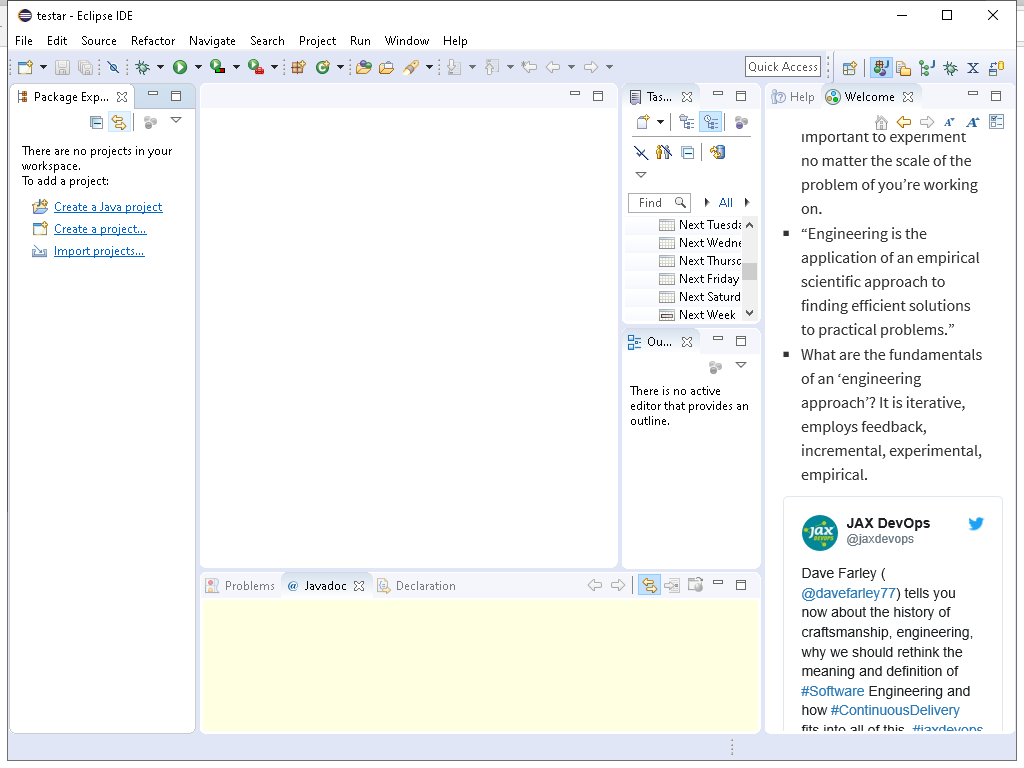 testar - Eclipse IDE
File Edit Source Refactor Navigate Search Project Run Window Help
Quick Access
Package Exp...
There are no projects in your
workspace.
To add a project:
Create a Java project
Create a project...
Import projects...
Tas...
Find
All
Next Tuesda
Next Wedne
Next Thursd
Next Friday
Next Saturd
Next Week
Ou...
There is no active
editor that provides an
outline.
Problems @ Javadoc Declaration
Help Welcome
important to experiment
no matter the scale of the
problem of you’re working
on.
“Engineering is the
application of an empirical
scientific approach to
finding efficient solutions
to practical problems.”
What are the fundamentals
of an ‘engineering
approach’? It is iterative,
employs feedback,
incremental, experimental,
empirical.
jax
DEVOPS
JAX DevOps
@jaxdevops
Dave Farley (
@davefarley77) tells you
now about the history of
craftsmanship, engineering,
why we should rethink the
meaning and definition of
#Software Engineering and
how #ContinuousDelivery
fits into all of this. #jaxdevops